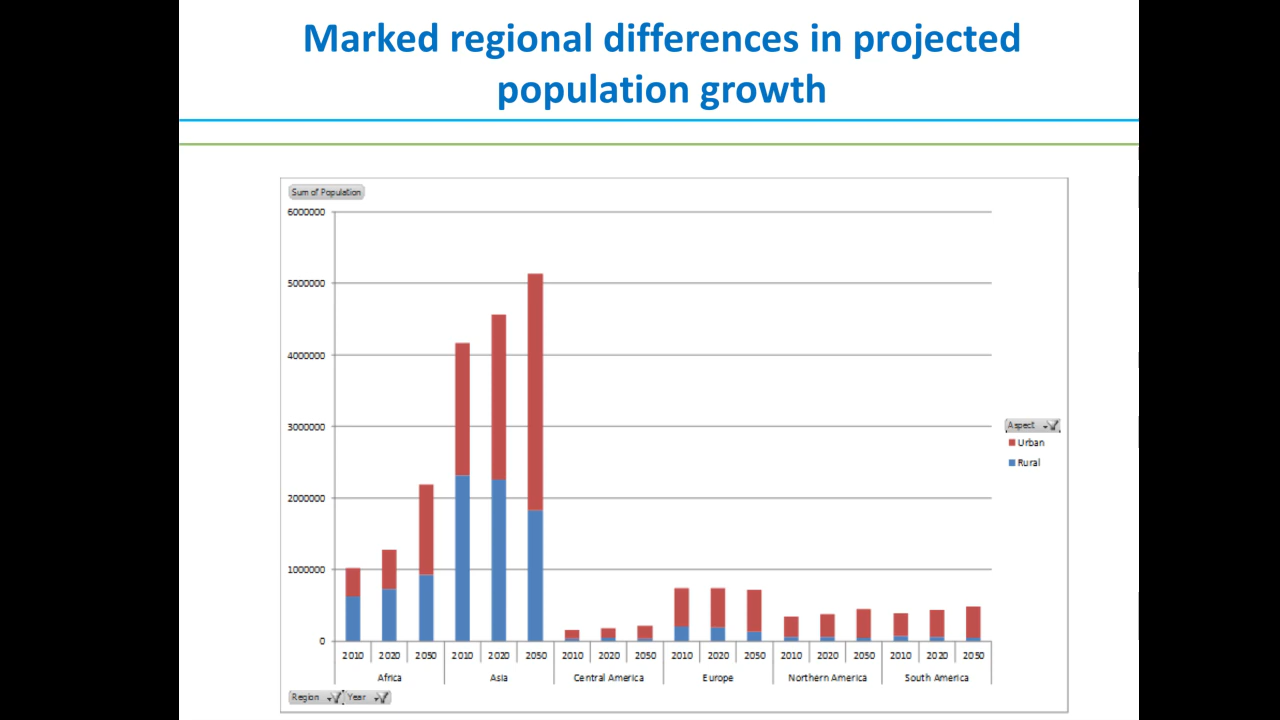 Marked regional differences in projected
population growth
Sum of Population
6000000
5000000
4000000
3000000
2000000
1000000
0
Aspect
Urban
Rural
2010 2020 2050 2010 2020 2050 2010 2020 2050 2010 2020 2050 2010 2020 2050 2010 2020 2050
Africa Asia Central America Europe Northern America South America
Region Year